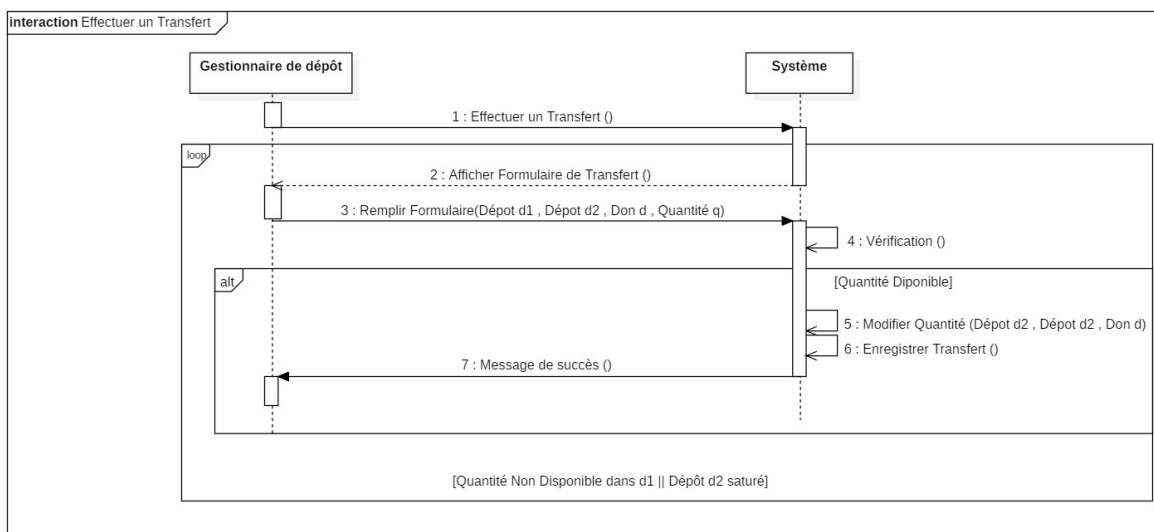 interaction Effectuer un Transfert
Gestionnaire de dépôt
Système
1 : Effectuer un Transfert ()
loop
2 : Afficher Formulaire de Transfert ()
3 : Remplir Formulaire(Dépot d1 , Dépot d2 , Don d , Quantité q)
4 : Vérification ()
alt
[Quantité Diponible]
5 : Modifier Quantité (Dépot d2 , Dépot d2 , Don d)
6 : Enregistrer Transfert ()
7 : Message de succès ()
[Quantité Non Disponible dans d1 || Dépôt d2 saturé]